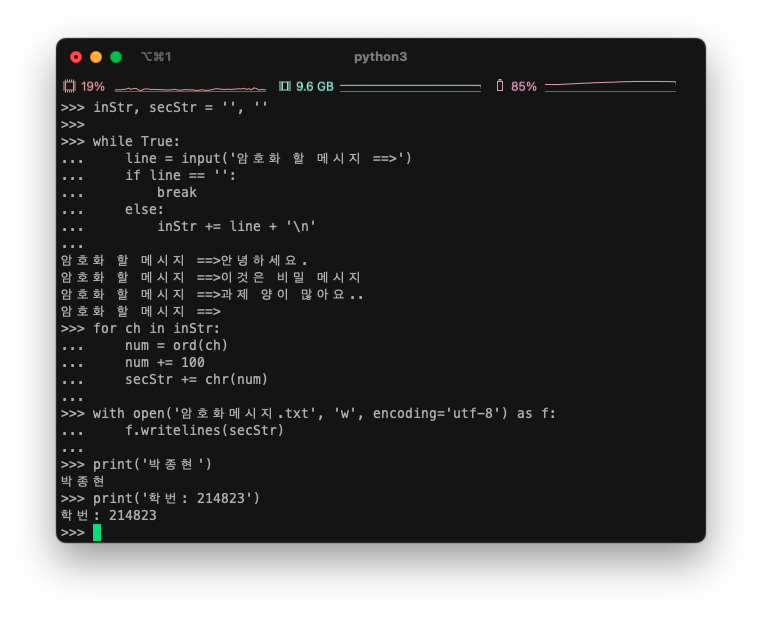 ⌥⌘1 python3
19% 9.6 GB 85%
>>> inStr, secStr = '', ''
>>>
>>> while True:
...     line = input('암호화 할 메시지 ==>')
...     if line == '':
...         break
...     else:
...         inStr += line + '\n'
...
암호화 할 메시지 ==>안녕하세요.
암호화 할 메시지 ==>이것은 비밀 메시지
암호화 할 메시지 ==>과제 양이 많아요..
암호화 할 메시지 ==>
>>> for ch in inStr:
...     num = ord(ch)
...     num += 100
...     secStr += chr(num)
...
>>> with open('암호화메시지.txt', 'w', encoding='utf-8') as f:
...     f.writelines(secStr)
...
>>> print('박종현')
박종현
>>> print('학번: 214823')
학번: 214823
>>>